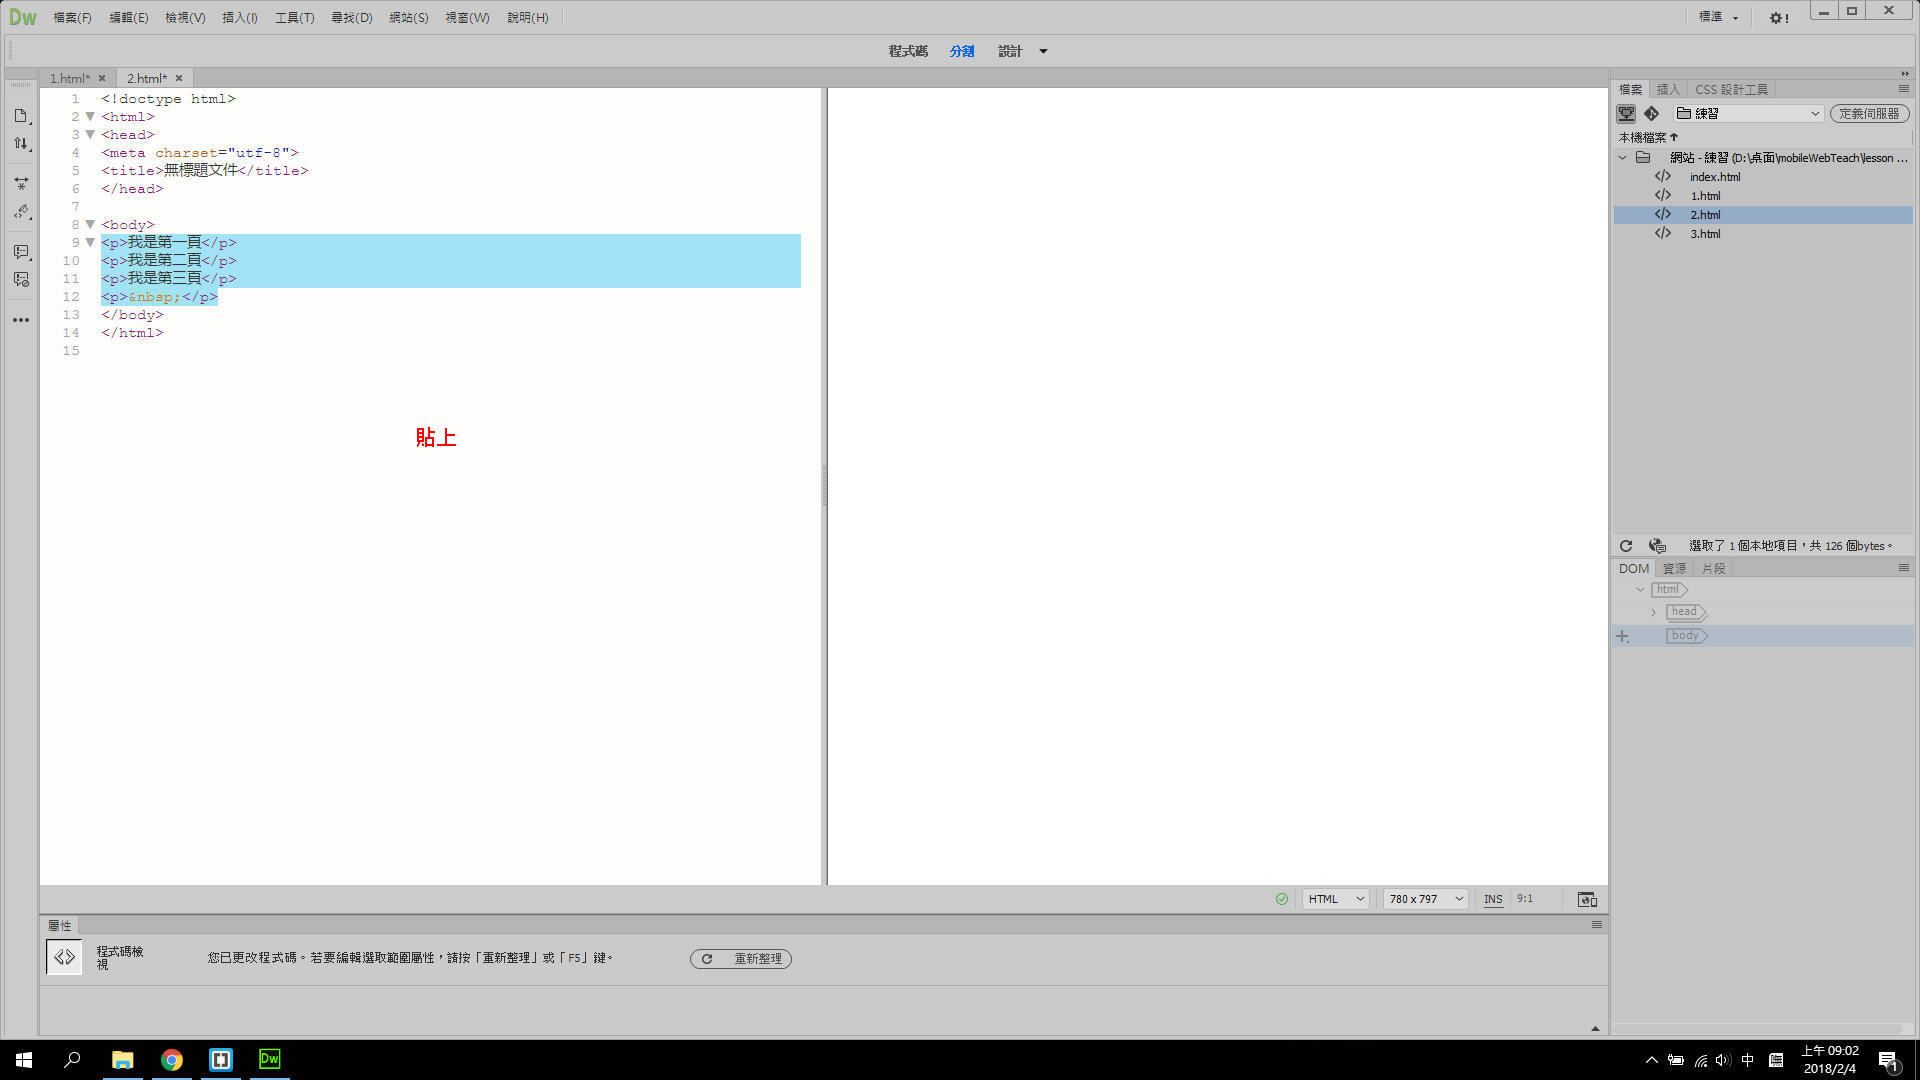 Dw 檔案(F) 編輯(E) 檢視(V) 插入(I) 工具(T) 尋找(D) 網站(S) 視窗(W) 說明(H) 標準 !
程式碼 分割 設計
1.html* 2.html*
1 <!doctype html>
2 <html>
3 <head>
4 <meta charset="utf-8">
5 <title>無標題文件</title>
6 </head>
7
8 <body>
9 <p>我是第一頁</p>
10 <p>我是第二頁</p>
11 <p>我是第三頁</p>
12 <p>&nbsp;</p>
13 </body>
14 </html>
15
貼上
HTML 780 x 797 INS 9:1
屬性
程式碼檢視
您已更改程式碼。若要編輯選取範圍屬性，請按「重新整理」或「F5」鍵。 重新整理
檔案 插入 CSS 設計工具
練習 定義伺服器
本機檔案
網站 - 練習 (D:\桌面\mobileWebTeach\lesson ...
index.html
1.html
2.html
3.html
選取了 1 個本地項目，共 126 個bytes。
DOM 資源 片段
html
head
body
Dw 中 上午 09:02
2018/2/4 1